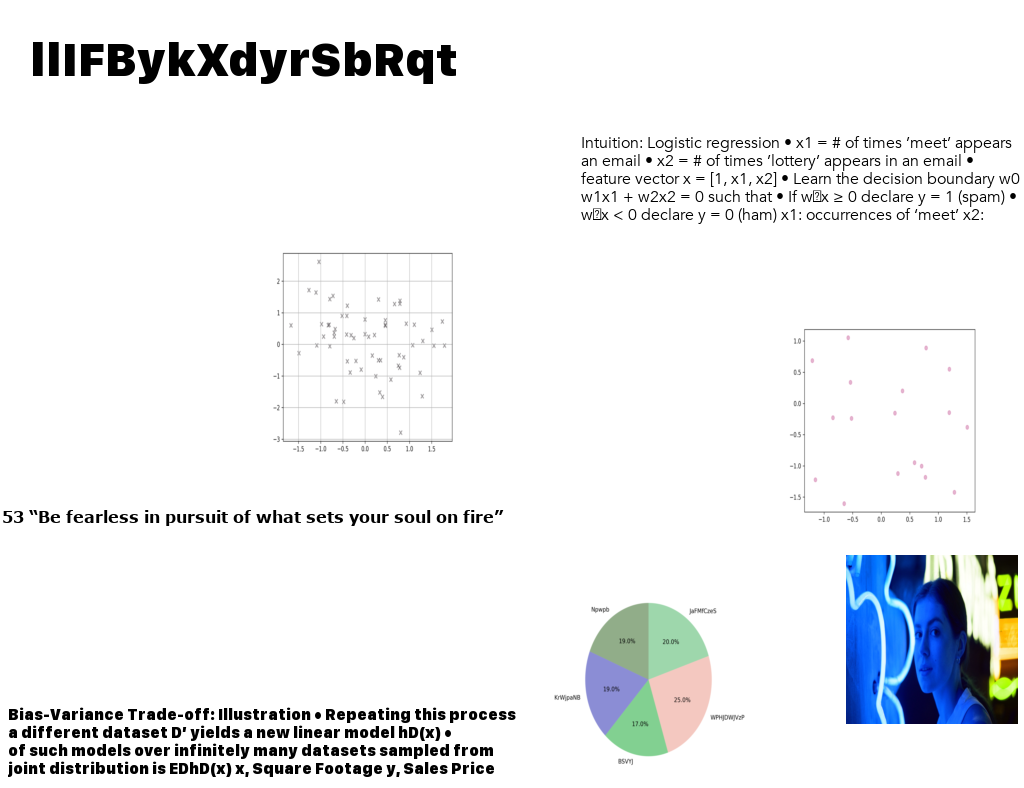 llIFBykXdyrSbRqt
Intuition: Logistic regression • x1 = # of times ‘meet’ appears
an email • x2 = # of times ‘lottery’ appears in an email •
feature vector x = [1, x1, x2] • Learn the decision boundary w0
w1x1 + w2x2 = 0 such that • If w x ≥ 0 declare y = 1 (spam) •
w x < 0 declare y = 0 (ham) x1: occurrences of ‘meet’ x2:
2
1
0
−1
−2
−3
−1.5 −1.0 −0.5 0.0 0.5 1.0 1.5
1.0
0.5
0.0
−0.5
−1.0
−1.5
−1.0 −0.5 0.0 0.5 1.0 1.5
53 “Be fearless in pursuit of what sets your soul on fire”
Npwpb
JaFMfCzeS
19.0%
20.0%
KrWjpaNB
19.0%
25.0%
WPHJDWJVzP
17.0%
BSVYJ
Bias-Variance Trade-off: Illustration • Repeating this process
a different dataset D’ yields a new linear model hD(x) •
of such models over infinitely many datasets sampled from
joint distribution is EDhD(x) x, Square Footage y, Sales Price